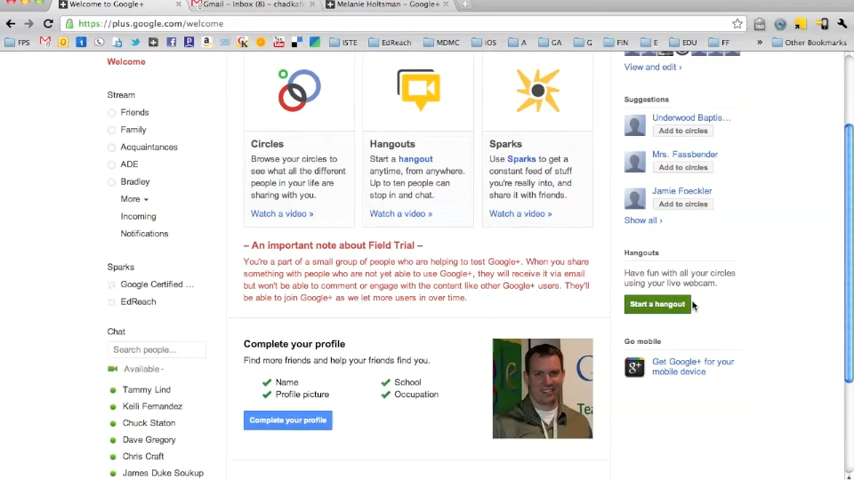 Welcome to Google+
Gmail – Inbox (8) – chadkaf
Melanie Holtsman – Google+
https://plus.google.com/welcome
FPS
ISTE
EdReach
MDMC
iOS
A
GA
G
FIN
E
EDU
FF
»
Other Bookmarks
Welcome
Stream
Friends
Family
Acquaintances
ADE
Bradley
More
Incoming
Notifications
Sparks
Google Certified ...
EdReach
Chat
Search people...
Available -
Tammy Lind
Kelli Fernandez
Chuck Staton
Dave Gregory
Chris Craft
James Duke Soukup
Circles
Browse your circles to
see what all the different
people in your life are
sharing with you.
Watch a video »
Hangouts
Start a hangout
anytime, from anywhere.
Up to ten people can
stop in and chat.
Watch a video »
Sparks
Use Sparks to get a
constant feed of stuff
you're really into, and
share it with friends.
Watch a video »
– An important note about Field Trial –
You're a part of a small group of people who are helping to test Google+. When you share
something with people who are not yet able to use Google+, they will receive it via email
but won't be able to comment or engage with the content like other Google+ users. They'll
be able to join Google+ as we let more users in over time.
Complete your profile
Find more friends and help your friends find you.
Name
School
Profile picture
Occupation
Complete your profile
View and edit ›
Suggestions
Underwood Baptis...
Add to circles
Mrs. Fassbender
Add to circles
Jamie Foeckler
Add to circles
Show all ›
Hangouts
Have fun with all your circles
using your live webcam.
Start a hangout
Go mobile
g+
Get Google+ for your
mobile device